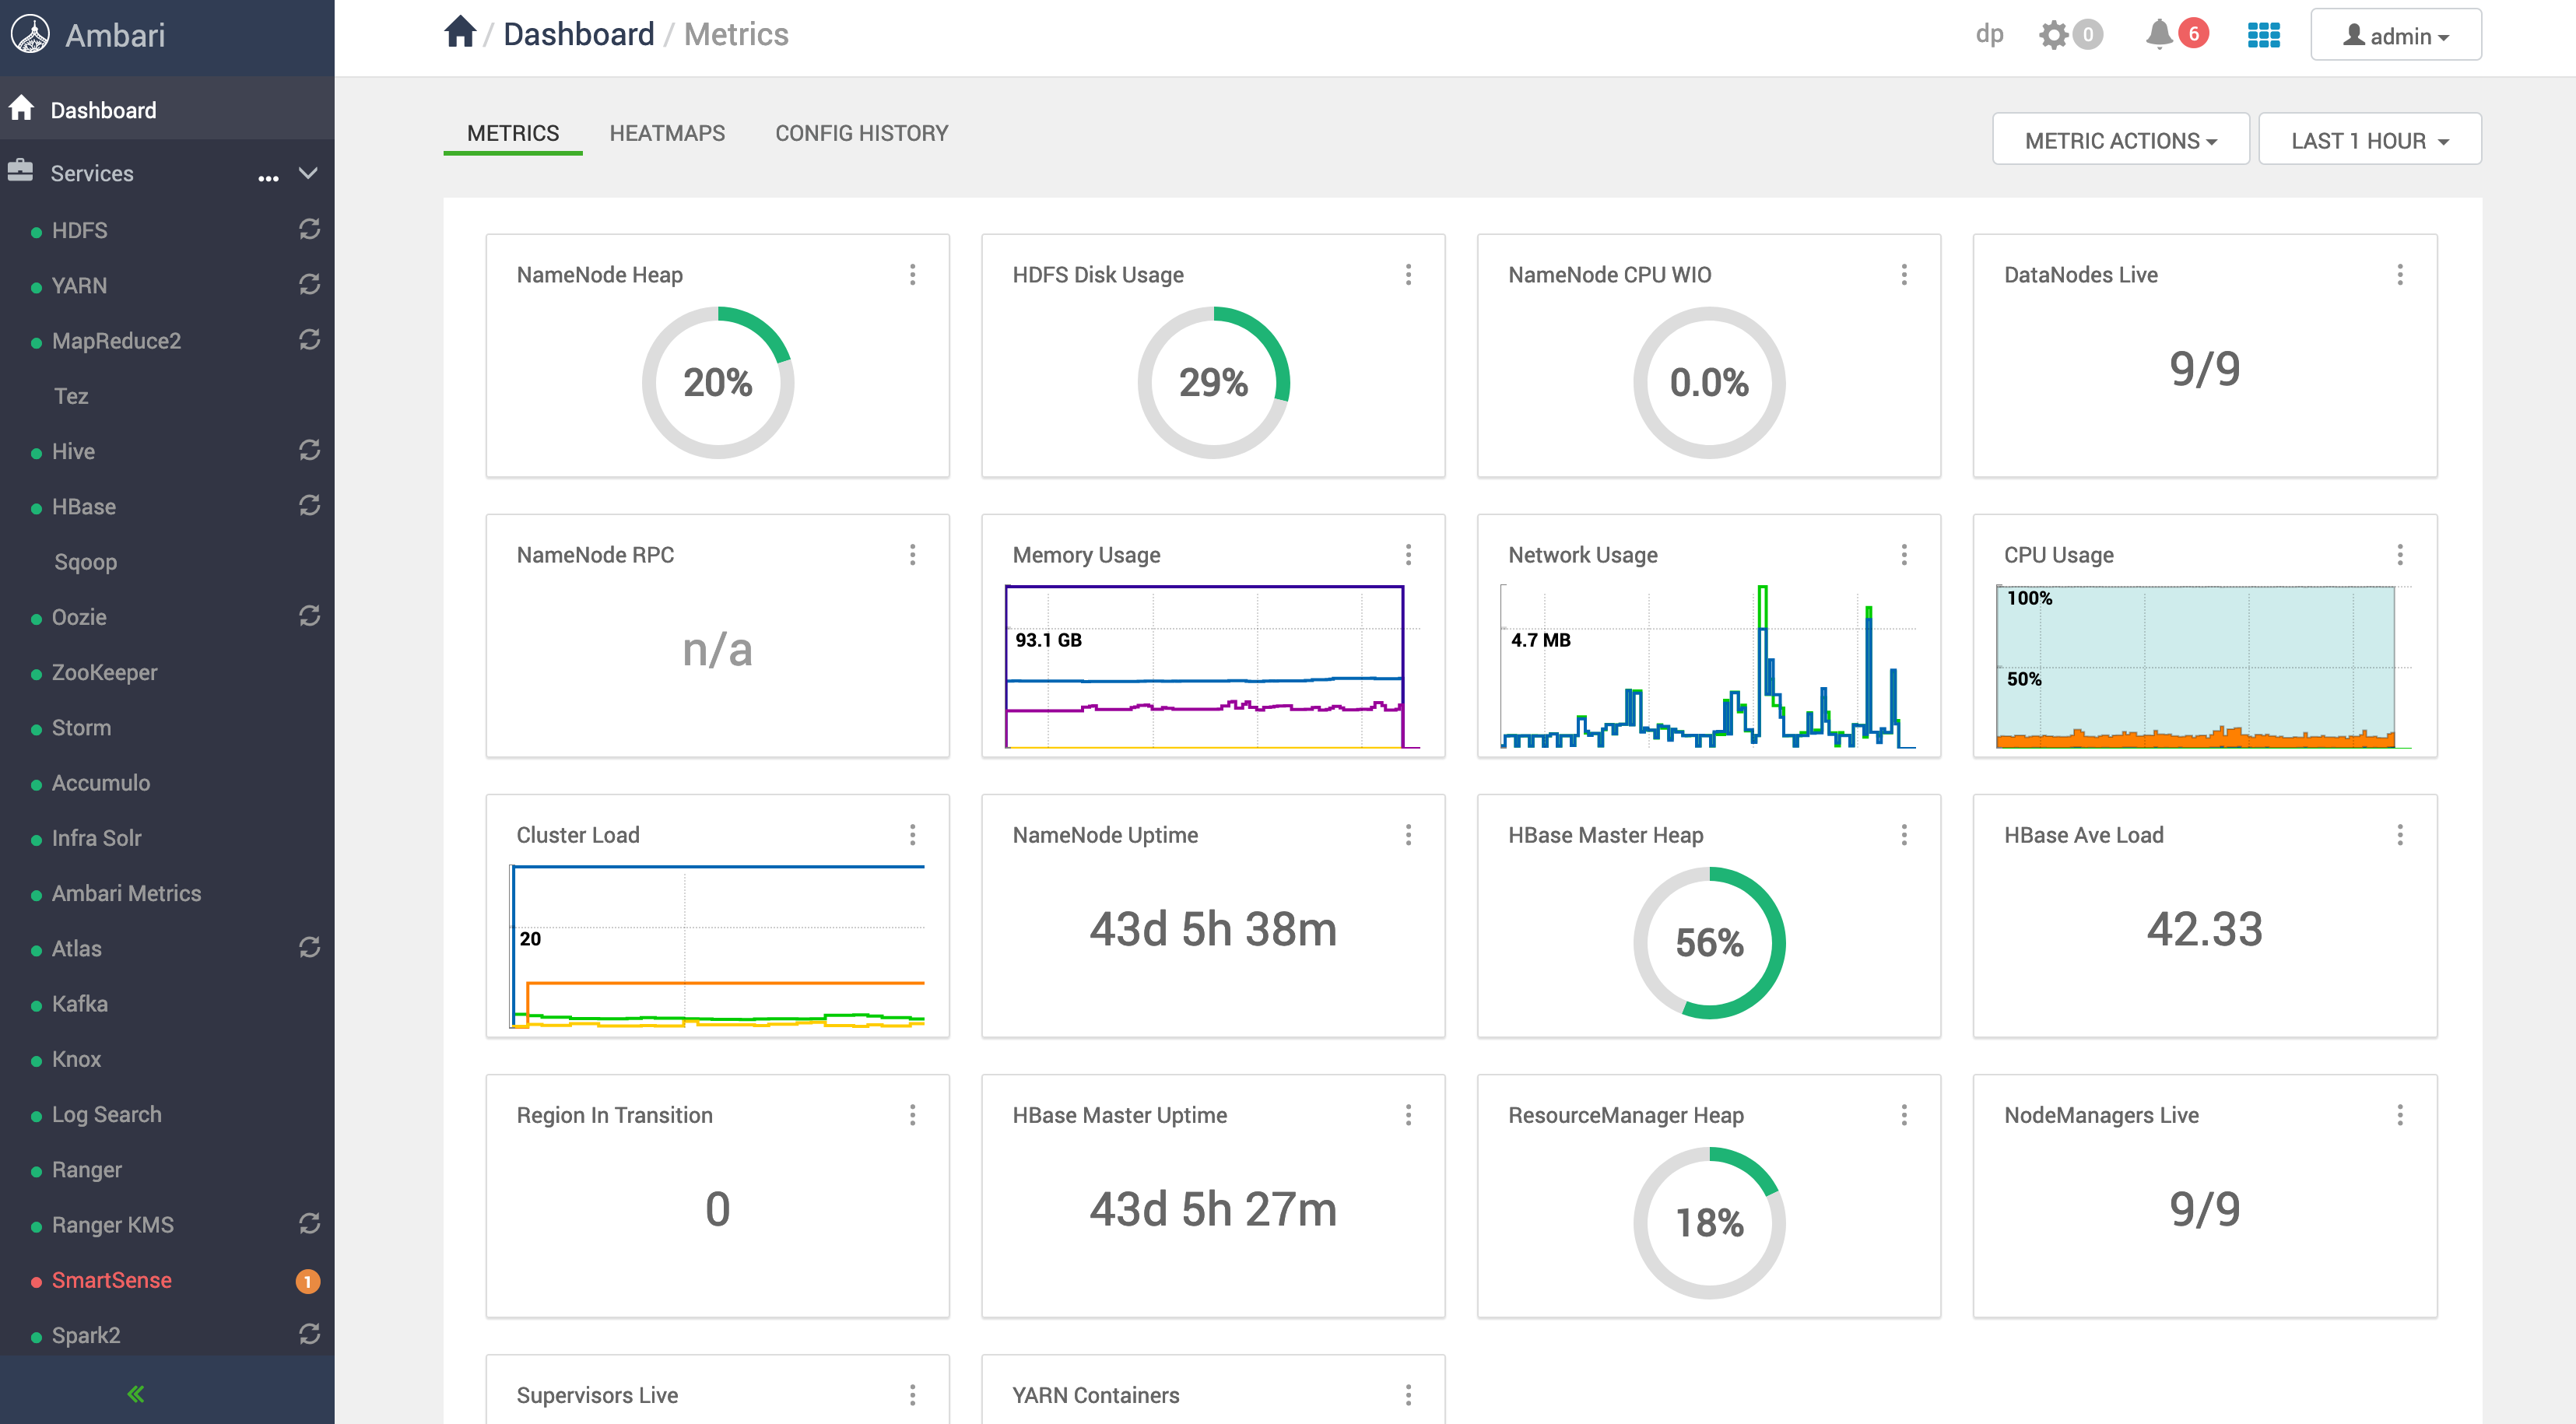 Ambari
Dashboard
Services
...
HDFS
YARN
MapReduce2
Tez
Hive
HBase
Sqoop
Oozie
ZooKeeper
Storm
Accumulo
Infra Solr
Ambari Metrics
Atlas
Kafka
Knox
Log Search
Ranger
Ranger KMS
SmartSense 1
Spark2
/ Dashboard / Metrics
dp 0 6 admin
METRICS HEATMAPS CONFIG HISTORY
METRIC ACTIONS LAST 1 HOUR
NameNode Heap
20%
HDFS Disk Usage
29%
NameNode CPU WIO
0.0%
DataNodes Live
9/9
NameNode RPC
n/a
Memory Usage
93.1 GB
Network Usage
4.7 MB
CPU Usage
100%
50%
Cluster Load
20
NameNode Uptime
43d 5h 38m
HBase Master Heap
56%
HBase Ave Load
42.33
Region In Transition
0
HBase Master Uptime
43d 5h 27m
ResourceManager Heap
18%
NodeManagers Live
9/9
Supervisors Live
YARN Containers